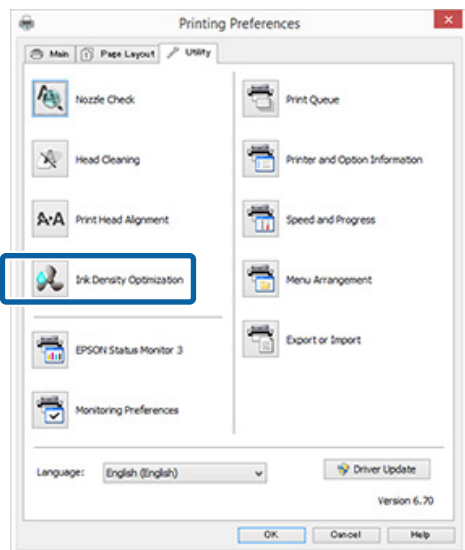 Printing Preferences
Main
Page Layout
Utility
Nozzle Check
Print Queue
Head Cleaning
Printer and Option Information
A·A
Print Head Alignment
Speed and Progress
Ink Density Optimization
Menu Arrangement
EPSON Status Monitor 3
Export or Import
Monitoring Preferences
Language:
English (English)
Driver Update
Version 6.70
OK
Cancel
Help